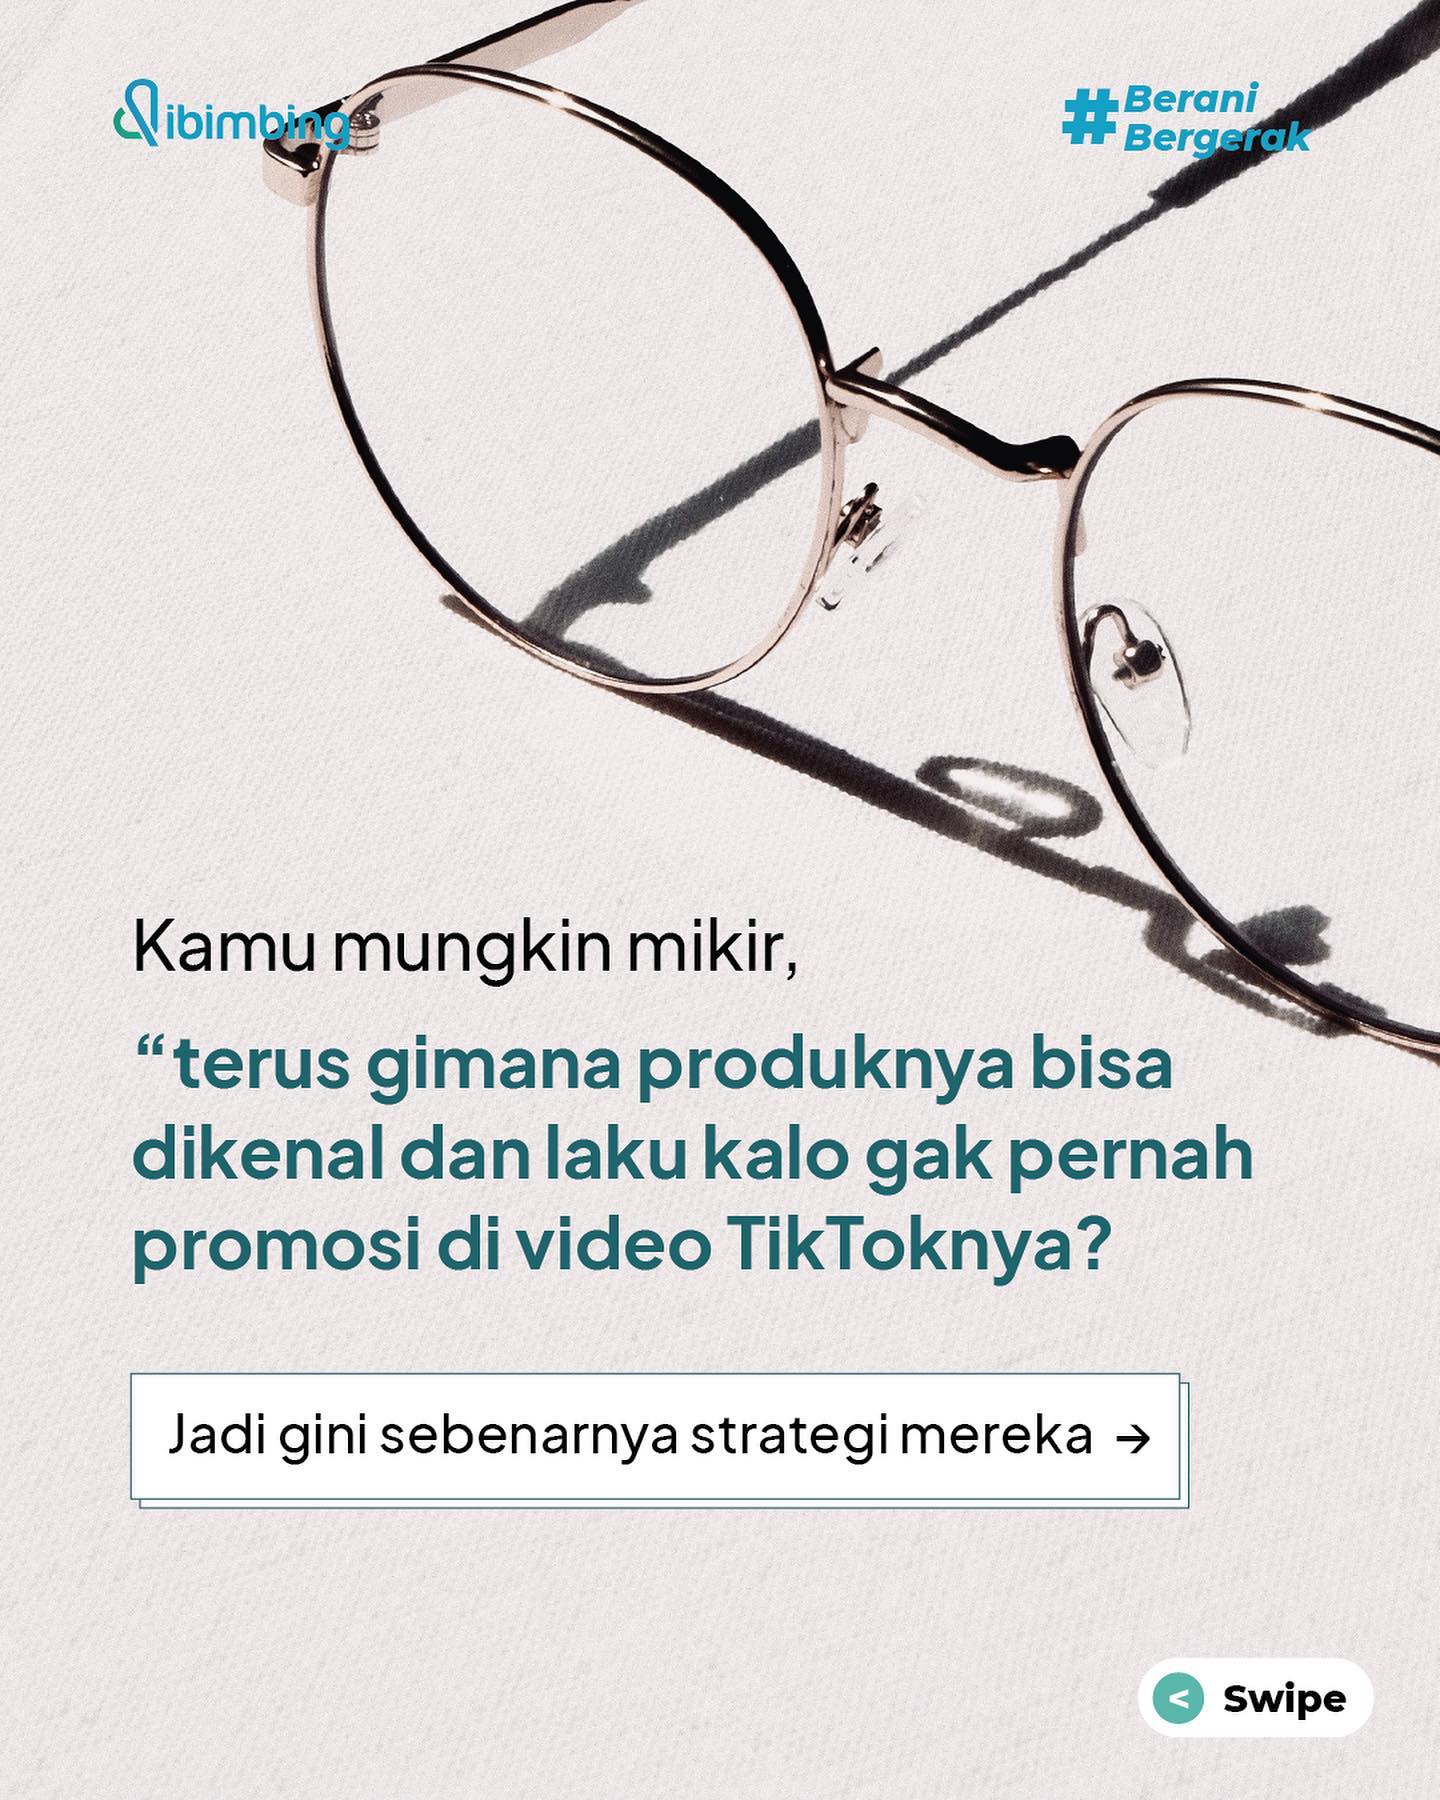 dibimbing
#Berani
Bergerak
Kamu mungkin mikir,
“terus gimana produknya bisa
dikenal dan laku kalo gak pernah
promosi di video TikToknya?
Jadi gini sebenarnya strategi mereka →
< Swipe